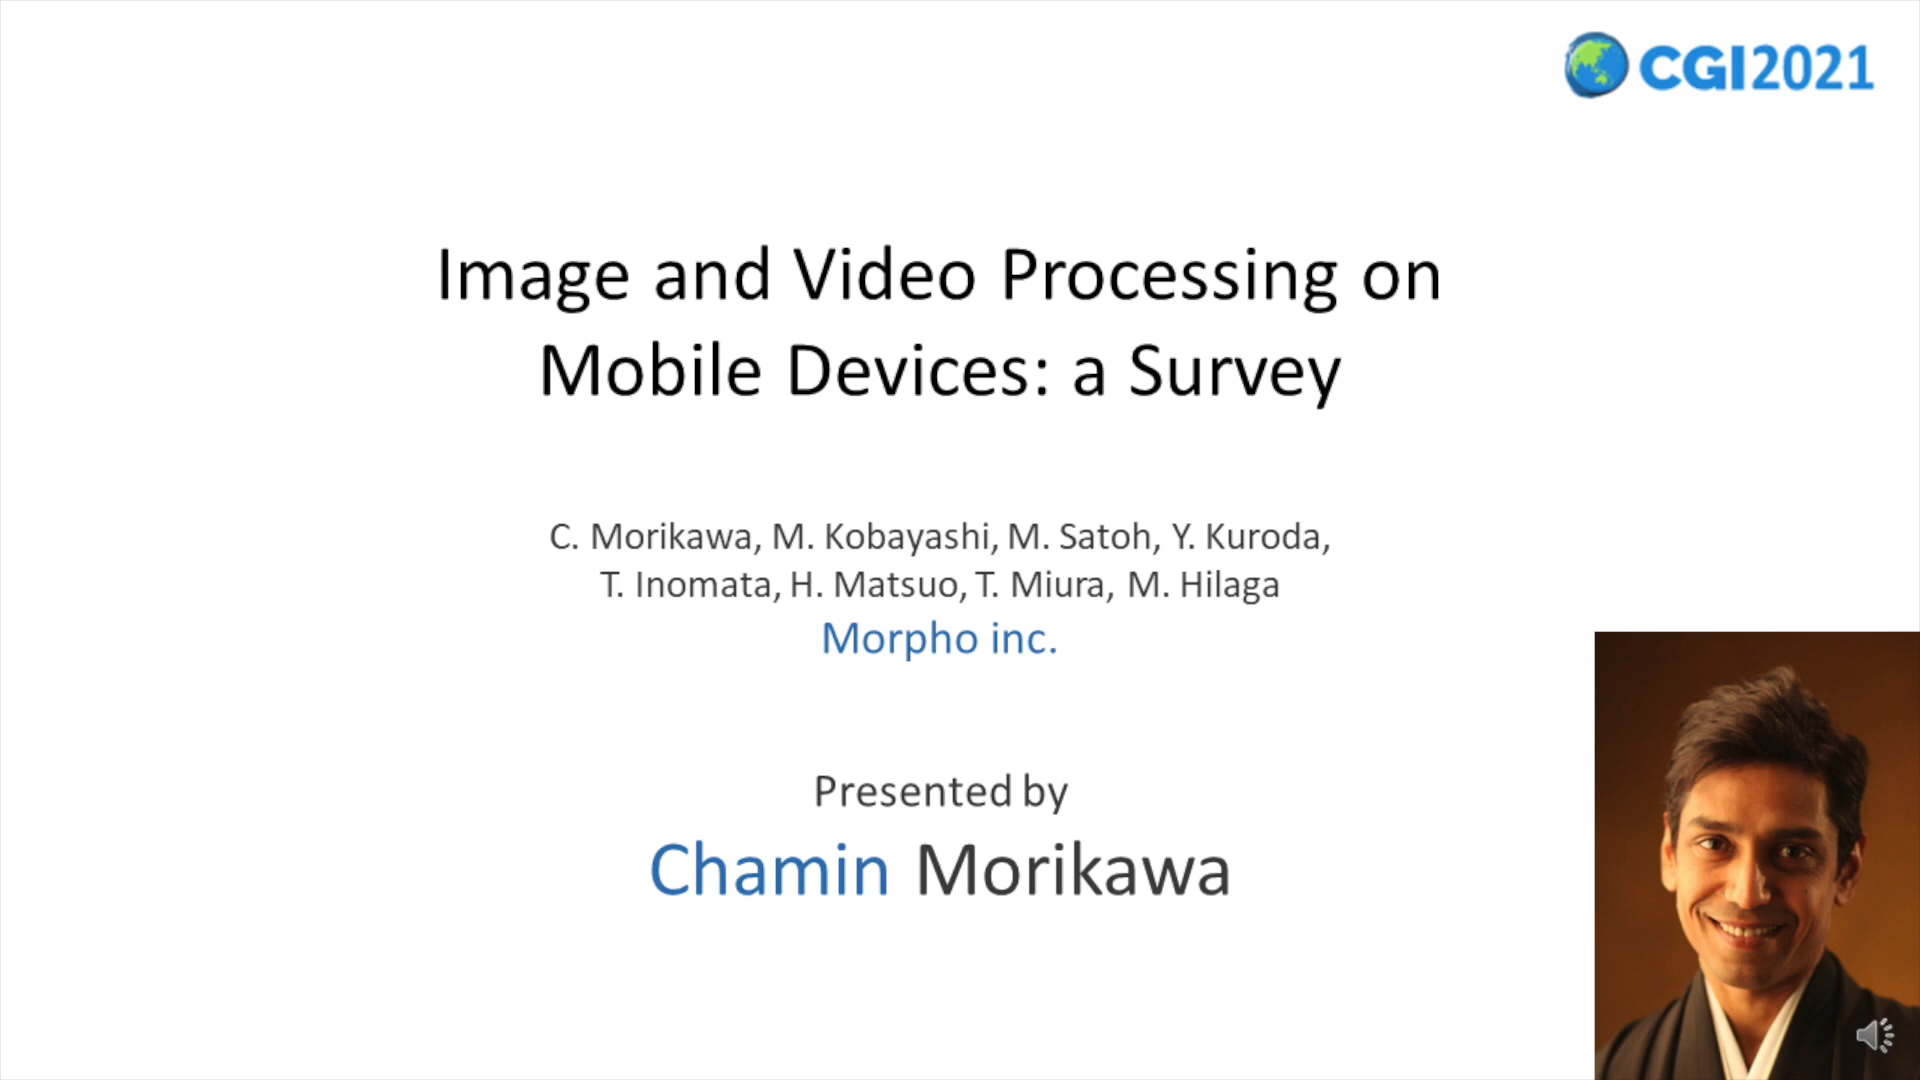 CGI2021
Image and Video Processing on
Mobile Devices: a Survey
C. Morikawa, M. Kobayashi, M. Satoh, Y. Kuroda,
T. Inomata, H. Matsuo, T. Miura, M. Hilaga
Morpho inc.
Presented by
Chamin Morikawa